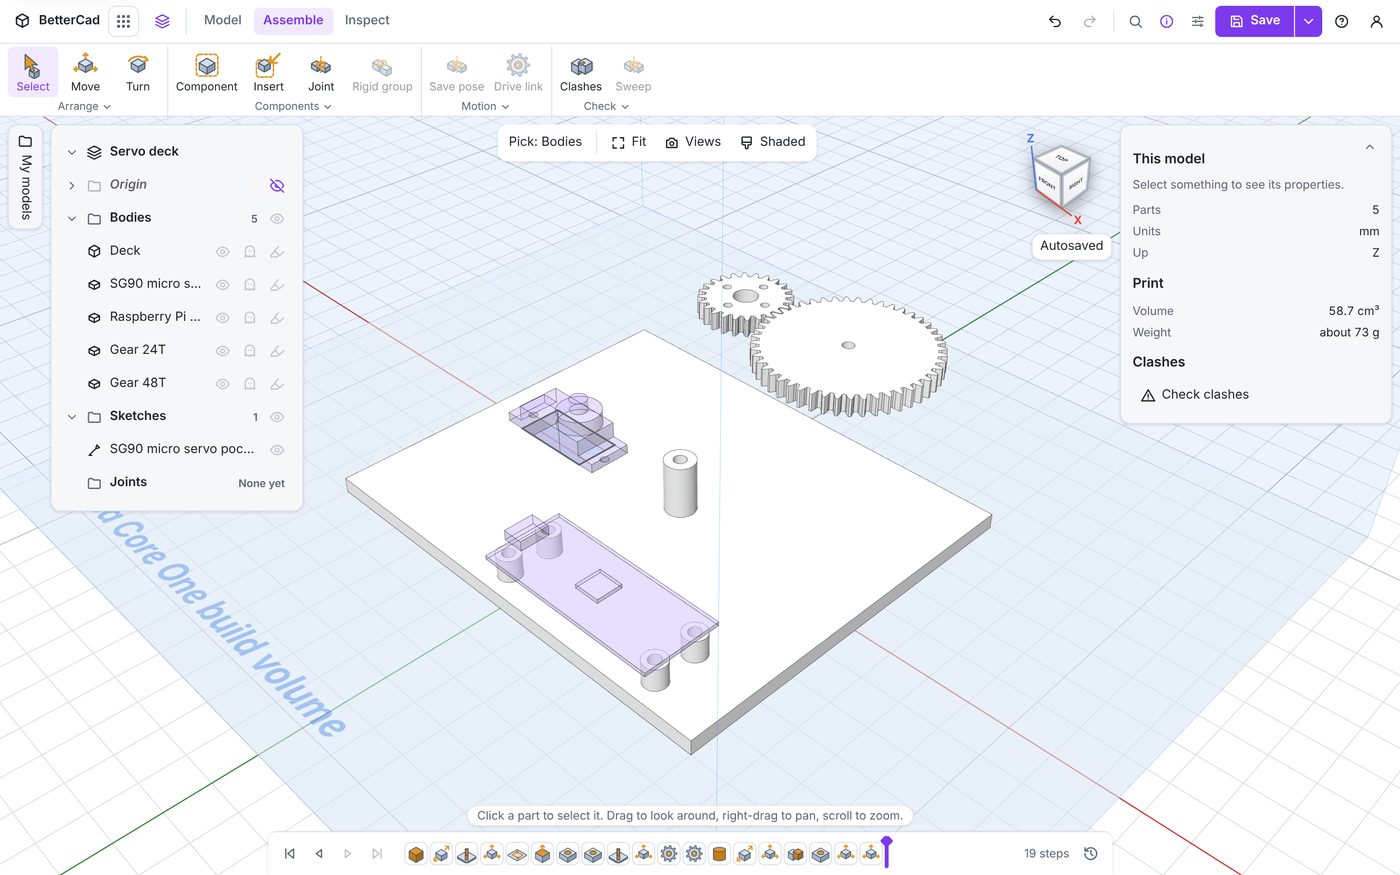 BetterCad
Model
Assemble
Inspect
Save
Select
Move
Turn
Component
Insert
Joint
Rigid group
Save pose
Drive link
Clashes
Sweep
Arrange
Components
Motion
Check
My models
Servo deck
Origin
Bodies 5
Deck
SG90 micro s...
Raspberry Pi ...
Gear 24T
Gear 48T
Sketches 1
SG90 micro servo poc...
Joints None yet
Pick: Bodies
Fit
Views
Shaded
Z
TOP
FRONT
RIGHT
X
Autosaved
This model
Select something to see its properties.
Parts 5
Units mm
Up Z
Print
Volume 58.7 cm³
Weight about 73 g
Clashes
Check clashes
Core One build volume
Click a part to select it. Drag to look around, right-drag to pan, scroll to zoom.
19 steps